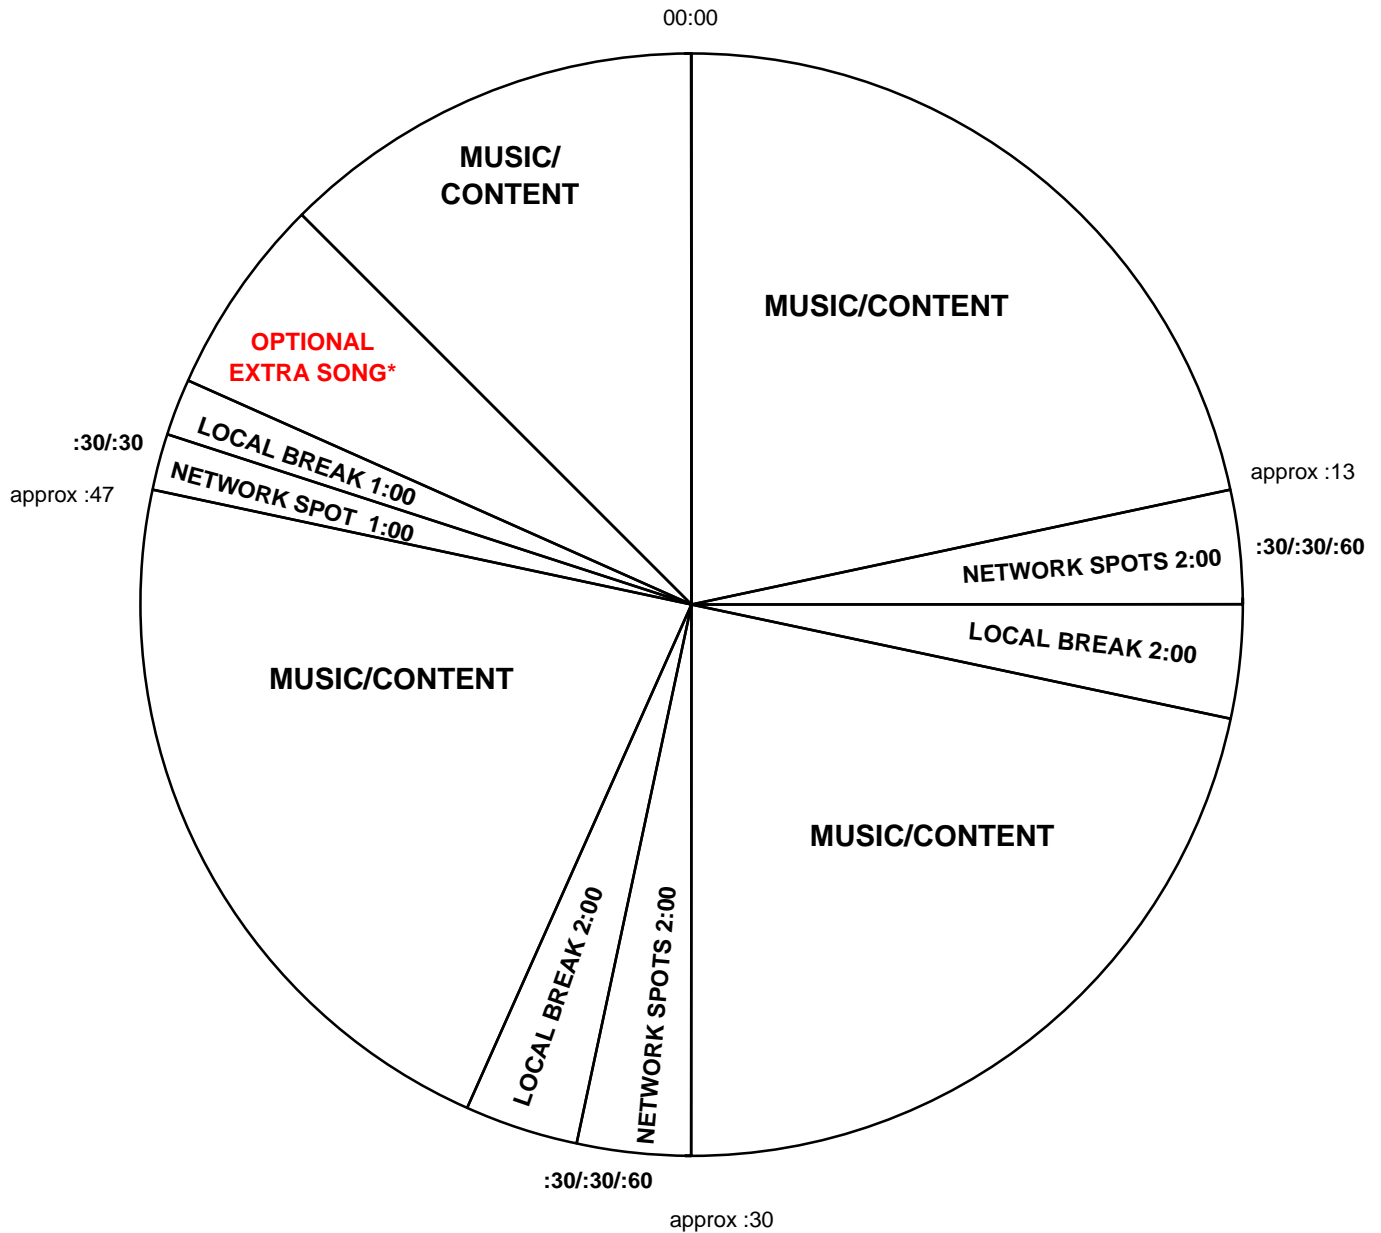 00:00
MUSIC/
CONTENT
MUSIC/CONTENT
OPTIONAL
EXTRA SONG*
:30/:30
LOCAL BREAK 1:00
approx :47
NETWORK SPOT  1:00
approx :13
:30/:30/:60
NETWORK SPOTS 2:00
LOCAL BREAK 2:00
MUSIC/CONTENT
MUSIC/CONTENT
LOCAL BREAK 2:00
NETWORK SPOTS 2:00
:30/:30/:60
approx :30